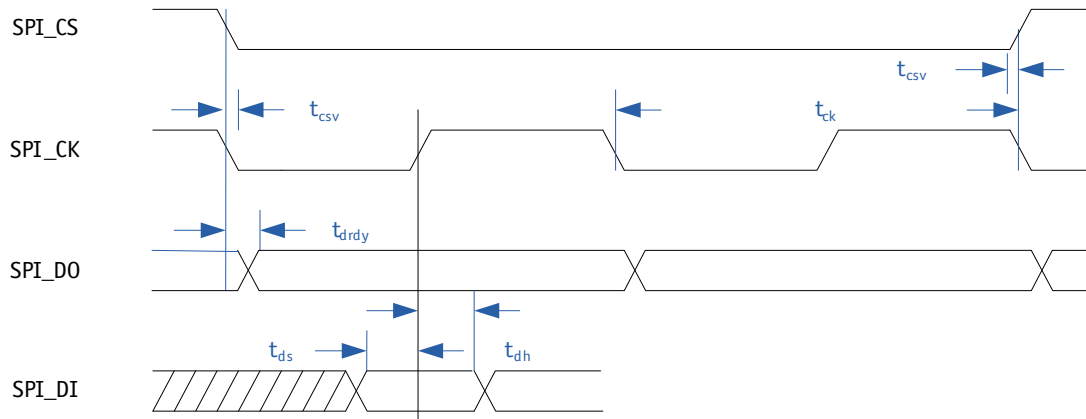 SPI_CS
t_csv
t_csv
t_ck
SPI_CK
t_drdy
SPI_DO
t_ds
t_dh
SPI_DI